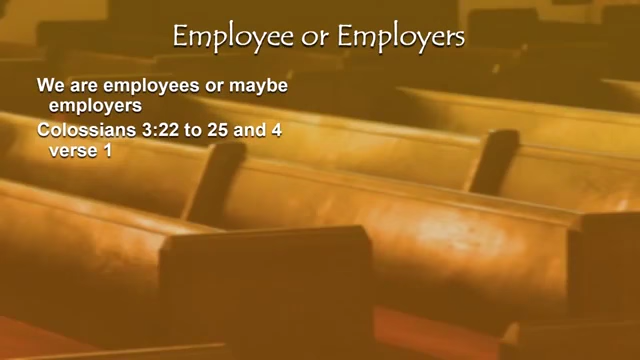 Employee or Employers
We are employees or maybe
employers
Colossians 3:22 to 25 and 4
verse 1